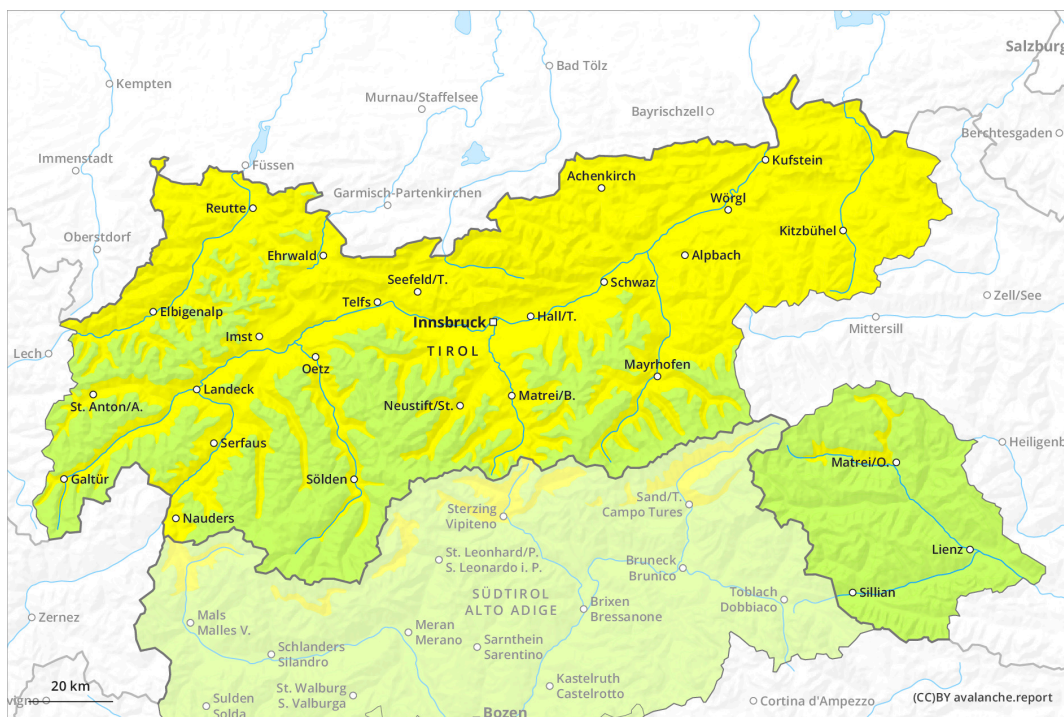 Salzburg
Kempten
Bad Tölz
Murnau/Staffelsee
Bayrischzell
Berchtesgaden
Immenstadt
Füssen
Kufstein
Garmisch-Partenkirchen
Achenkirch
Reutte
Wörgl
Oberstdorf
Kitzbühel
Ehrwald
Alpbach
Seefeld/T.
Schwaz
Zell/See
Telfs
Elbigenalp
Innsbruck
Hall/T.
Mittersill
Imst
Lech
TIROL
Oetz
Mayrhofen
Landeck
St. Anton/A.
Neustift/St.
Matrei/B.
Serfaus
Heiligenb
Matrei/O.
Galtür
Sölden
Sand/T.
Campo Tures
Sterzing
Vipiteno
Nauders
Lienz
St. Leonhard/P.
S. Leonardo i. P.
Bruneck
Brunico
Sillian
SÜDTIROL
ALTO ADIGE
Toblach
Dobbiaco
Brixen
Bressanone
Zernez
Mals
Malles V.
Meran
Merano
Sarnthein
Sarentino
Schlanders
Silandro
20 km
St. Walburg
S. Valburga
Kastelruth
Castelrotto
vigno
Sulden
Solda
Cortina d'Ampezzo
(CC)BY avalanche.report
Bozen